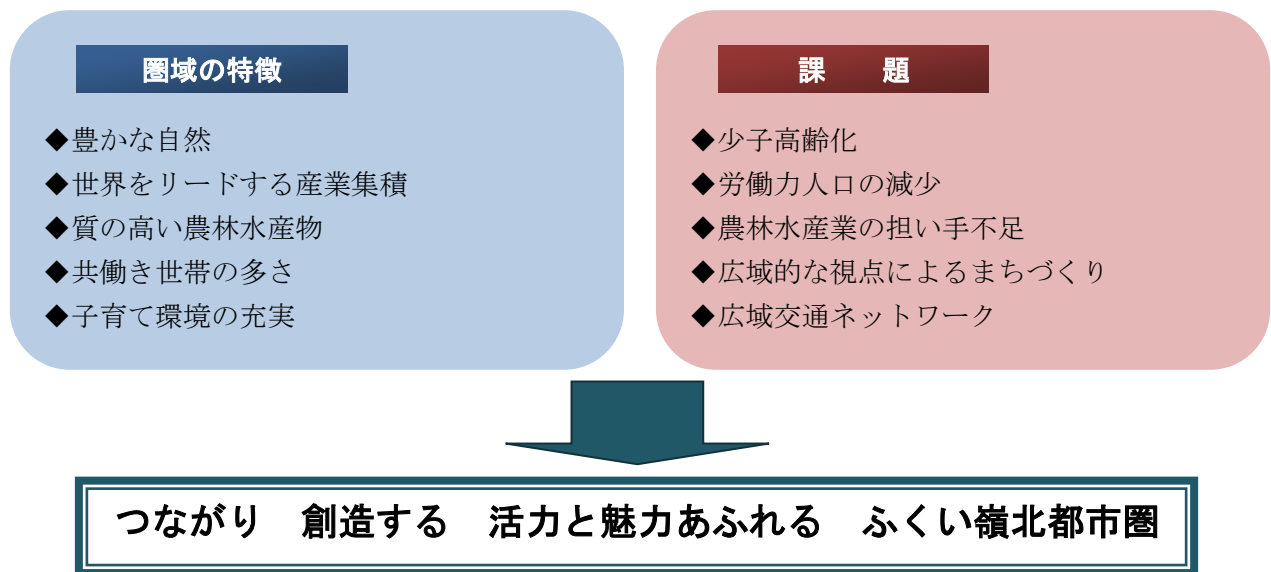 圏域の特徴
◆豊かな自然
◆世界をリードする産業集積
◆質の高い農林水産物
◆共働き世帯の多さ
◆子育て環境の充実
課　　題
◆少子高齢化
◆労働力人口の減少
◆農林水産業の担い手不足
◆広域的な視点によるまちづくり
◆広域交通ネットワーク
つながり　創造する　活力と魅力あふれる　ふくい嶺北都市圏